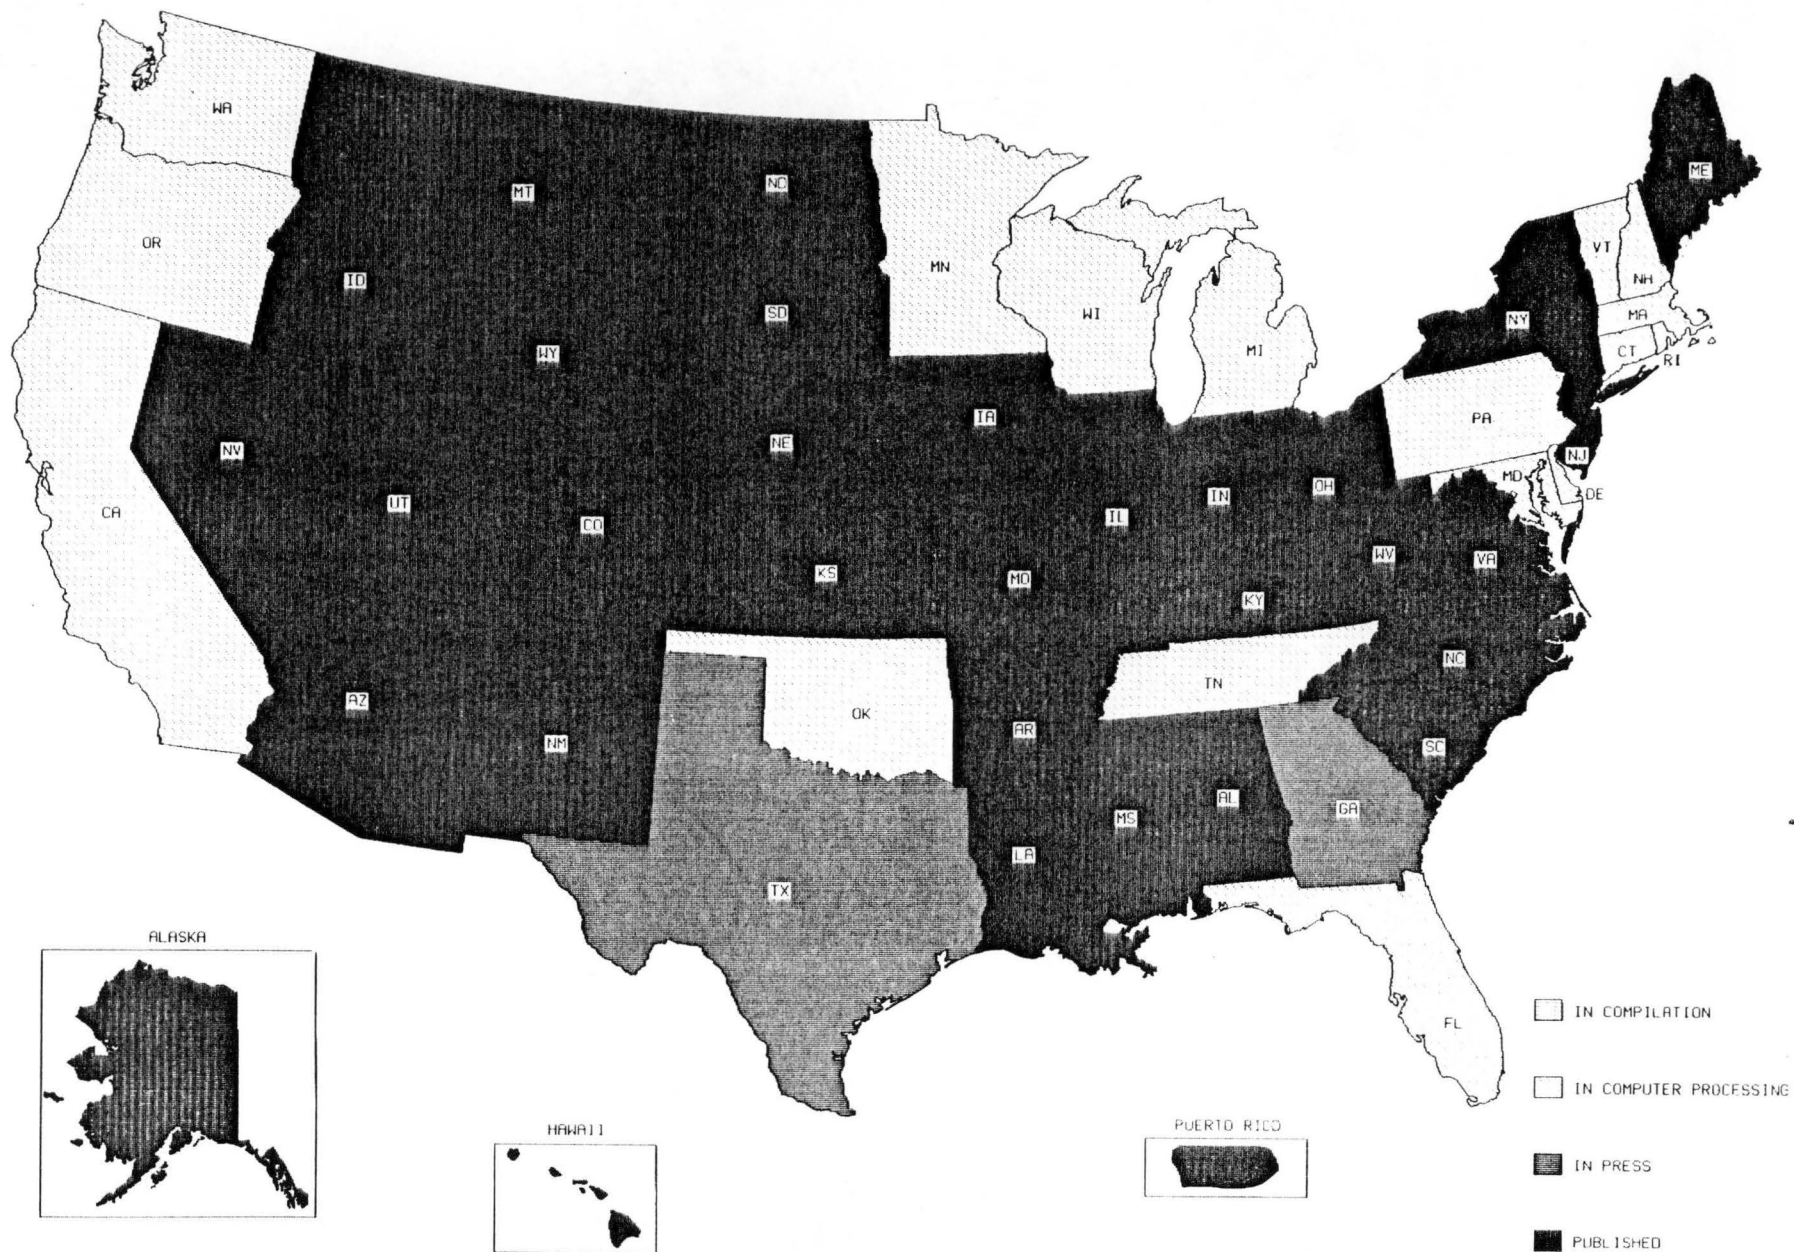 WA
MT
ND
ME
OR
ID
SD
MN
WI
MI
VT
NH
NY
MA
CT
RI
WY
NV
UT
CO
NE
IA
IL
IN
OH
PA
NJ
MD
DE
CA
KS
MO
KY
WV
VA
AZ
NM
OK
AR
TN
NC
SC
TX
LA
MS
AL
GA
FL
ALASKA
HAWAII
PUERTO RICO
IN COMPILATION
IN COMPUTER PROCESSING
IN PRESS
PUBLISHED